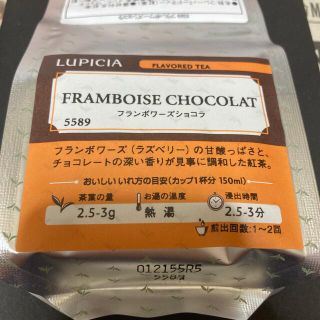 LUPICIA
FLAVORED TEA
FRAMBOISE CHOCOLAT
5589
フランボワーズショコラ
フランボワーズ(ラズベリー)の甘酸っぱさと、
チョコレートの深い香りが見事に調和した紅茶。
おいしいいれ方の目安(カップ1杯分 150ml)
茶葉の量 お湯の温度 浸出時間
2.5-3g 熱湯 2.5-3分
煎出回数:1~2回
012155R5